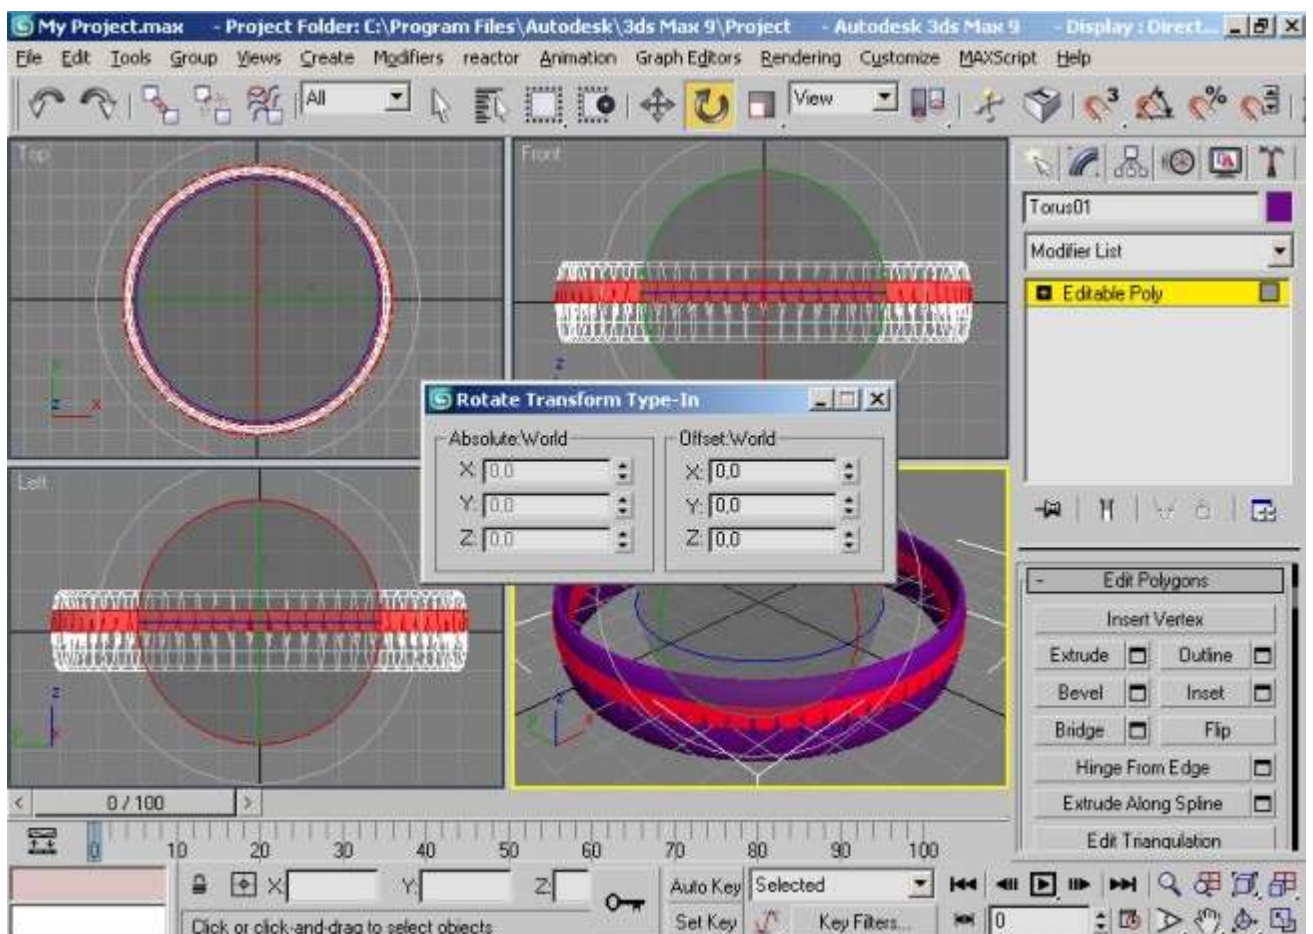 My Project.max - Project Folder: C:\Program Files\Autodesk\3ds Max 9\Project - Autodesk 3ds Max 9 - Display : Direct...
File Edit Tools Group Views Create Modifiers reactor Animation Graph Editors Rendering Customize MAXScript Help
All View 3 %
Top Front
Torus01
Modifier List
Editable Poly
z
Y
z x
Rotate Transform Type-In
Absolute:World Offset:World
X: 0,0 X: 0,0
Y: 0,0 Y: 0,0
Z: 0,0 Z: 0,0
Left
- Edit Polygons
Insert Vertex
Extrude Outline
Bevel Inset
Bridge Flip
Hinge From Edge
Extrude Along Spline
Edit Triangulation
z z
< 0 / 100 >
0 10 20 30 40 50 60 70 80 90 100
X: Y: Z: Auto Key Selected
Click or click-and-drag to select objects Set Key Key Filters... 0